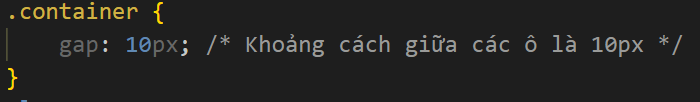 .container {
gap: 10px; /* Khoảng cách giữa các ô là 10px */
}